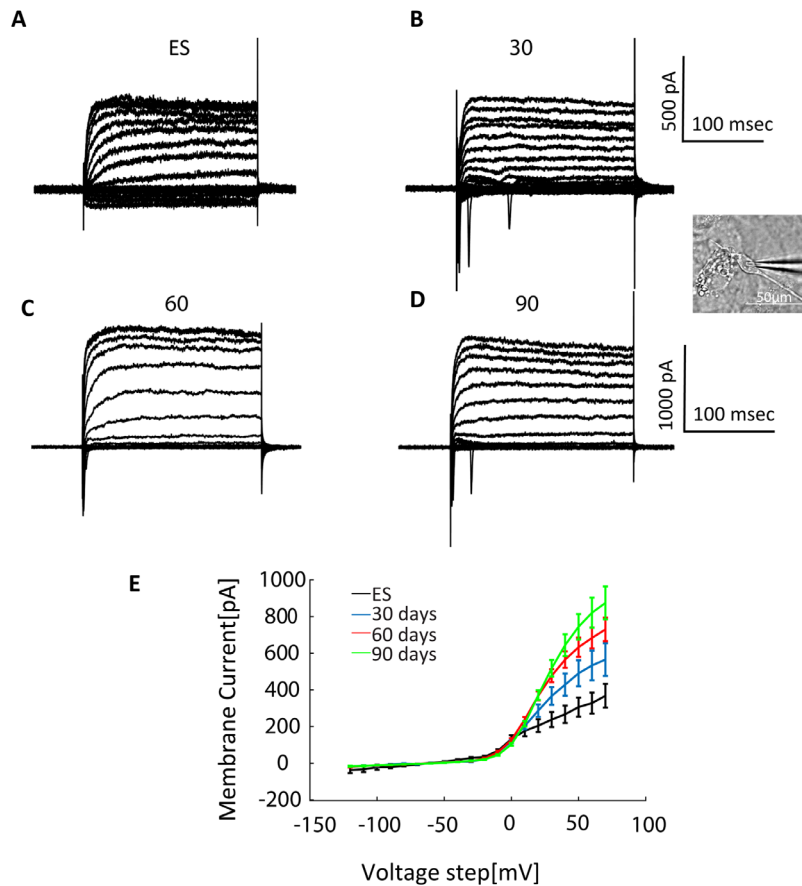 A
ES
B
30
500 pA
100 msec
50µm
C
60
D
90
1000 pA
100 msec
E
Membrane Current[pA]
1000
800
600
400
200
0
-200
ES
30 days
60 days
90 days
-150 -100 -50 0 50 100
Voltage step[mV]